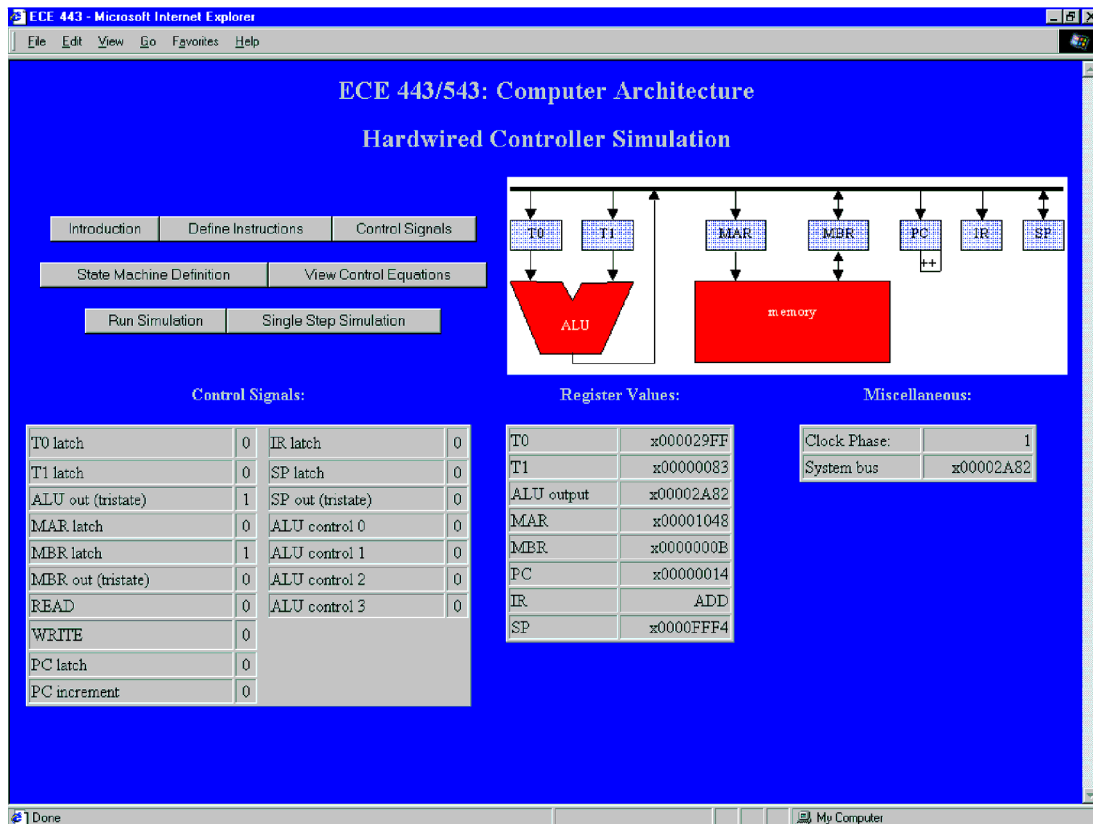 ECE 443 - Microsoft Internet Explorer
File Edit View Go Favorites Help
ECE 443/543: Computer Architecture
Hardwired Controller Simulation
Introduction Define Instructions Control Signals
State Machine Definition View Control Equations
Run Simulation Single Step Simulation
T0 T1 MAR MBR PC IR SP
++
ALU
memory
Control Signals:
T0 latch 0 IR latch 0
T1 latch 0 SP latch 0
ALU out (tristate) 1 SP out (tristate) 0
MAR latch 0 ALU control 0 0
MBR latch 1 ALU control 1 0
MBR out (tristate) 0 ALU control 2 0
READ 0 ALU control 3 0
WRITE 0
PC latch 0
PC increment 0
Register Values:
T0 x000029FF
T1 x00000083
ALU output x00002A82
MAR x00001048
MBR x0000000B
PC x00000014
IR ADD
SP x0000FFF4
Miscellaneous:
Clock Phase: 1
System bus x00002A82
Done
My Computer